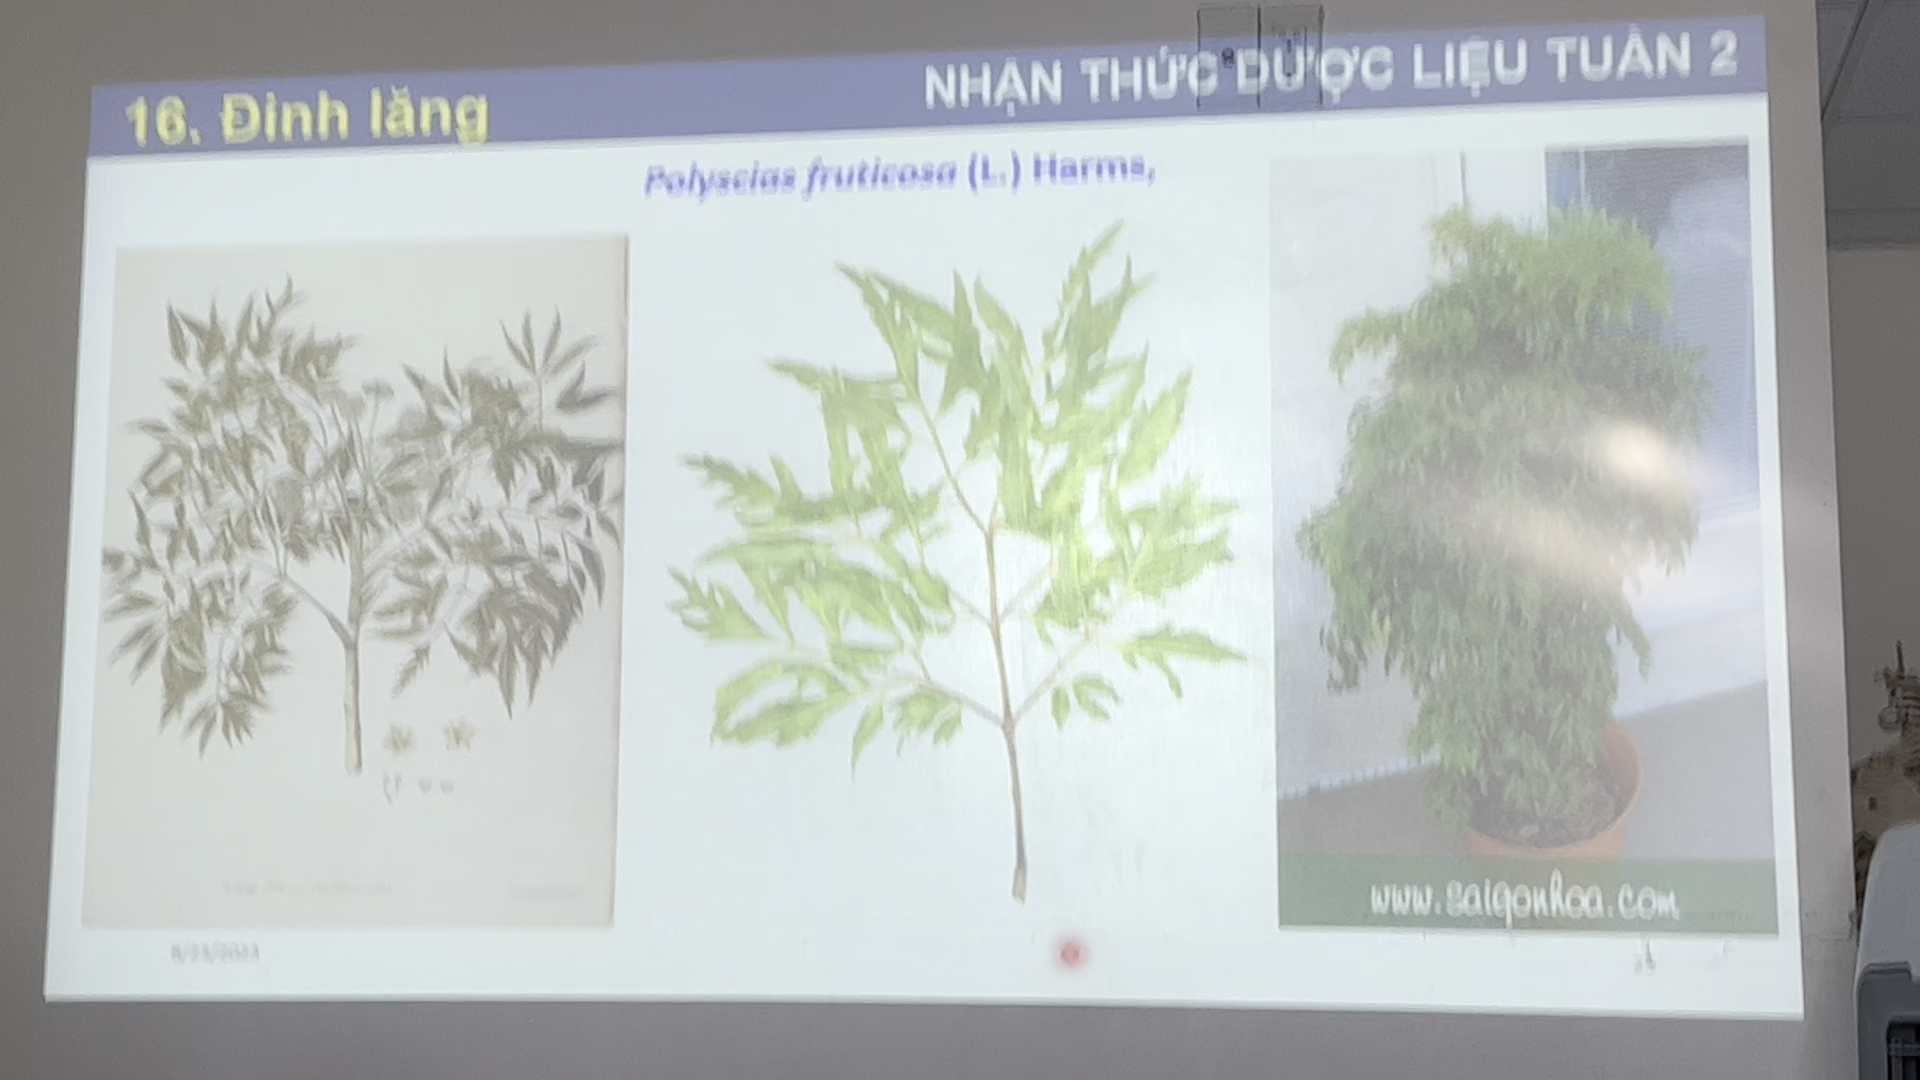 16. Đinh lăng
NHẬN THỨC DƯỢC LIỆU TUẦN 2
Polyscias fruticosa (L.) Harms,
www.saigonhoa.com